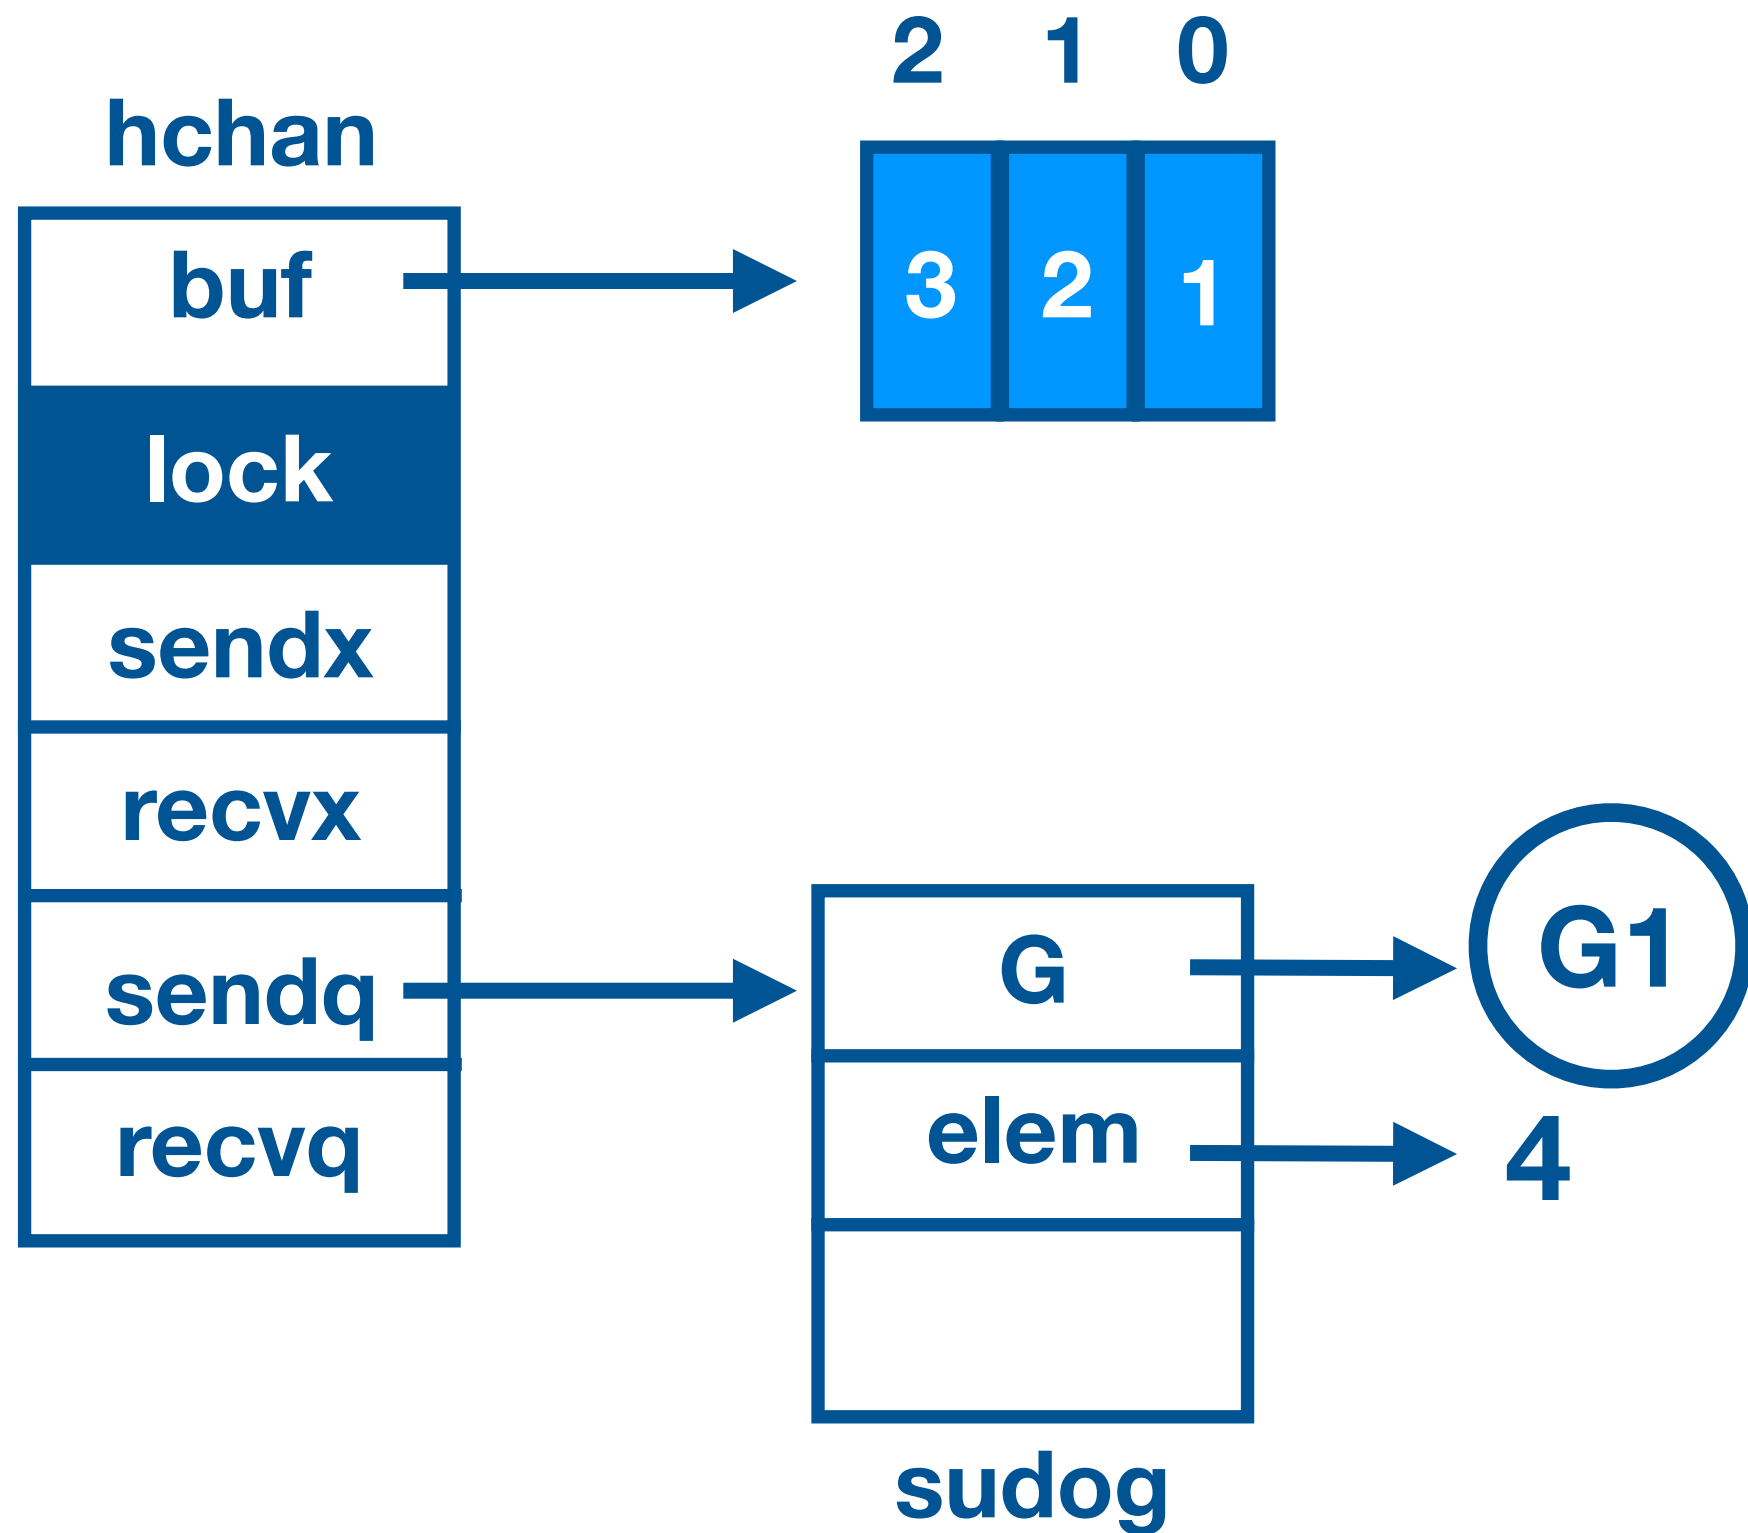 2 1 0
hchan
buf
3 2 1
lock
sendx
recvx
sendq
G
G1
recvq
elem
4
sudog